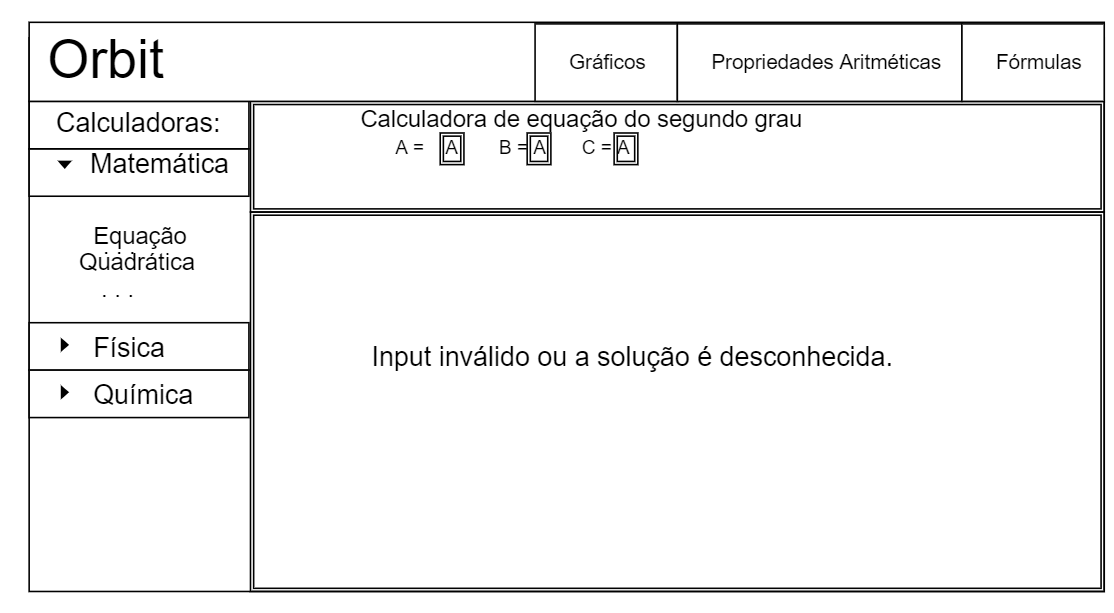 Orbit
Gráficos
Propriedades Aritméticas
Fórmulas
Calculadoras:
Matemática
Equação
Quadrática
. . .
Física
Química
Calculadora de equação do segundo grau
A = A B = A C = A
Input inválido ou a solução é desconhecida.